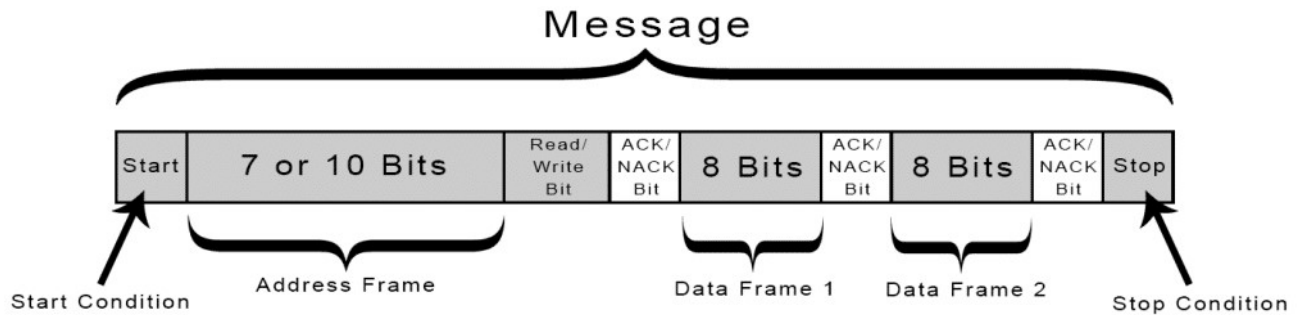 Message
Start
7 or 10 Bits
Read/
Write
Bit
ACK/
NACK
Bit
8 Bits
ACK/
NACK
Bit
8 Bits
ACK/
NACK
Bit
Stop
Start Condition
Address Frame
Data Frame 1
Data Frame 2
Stop Condition